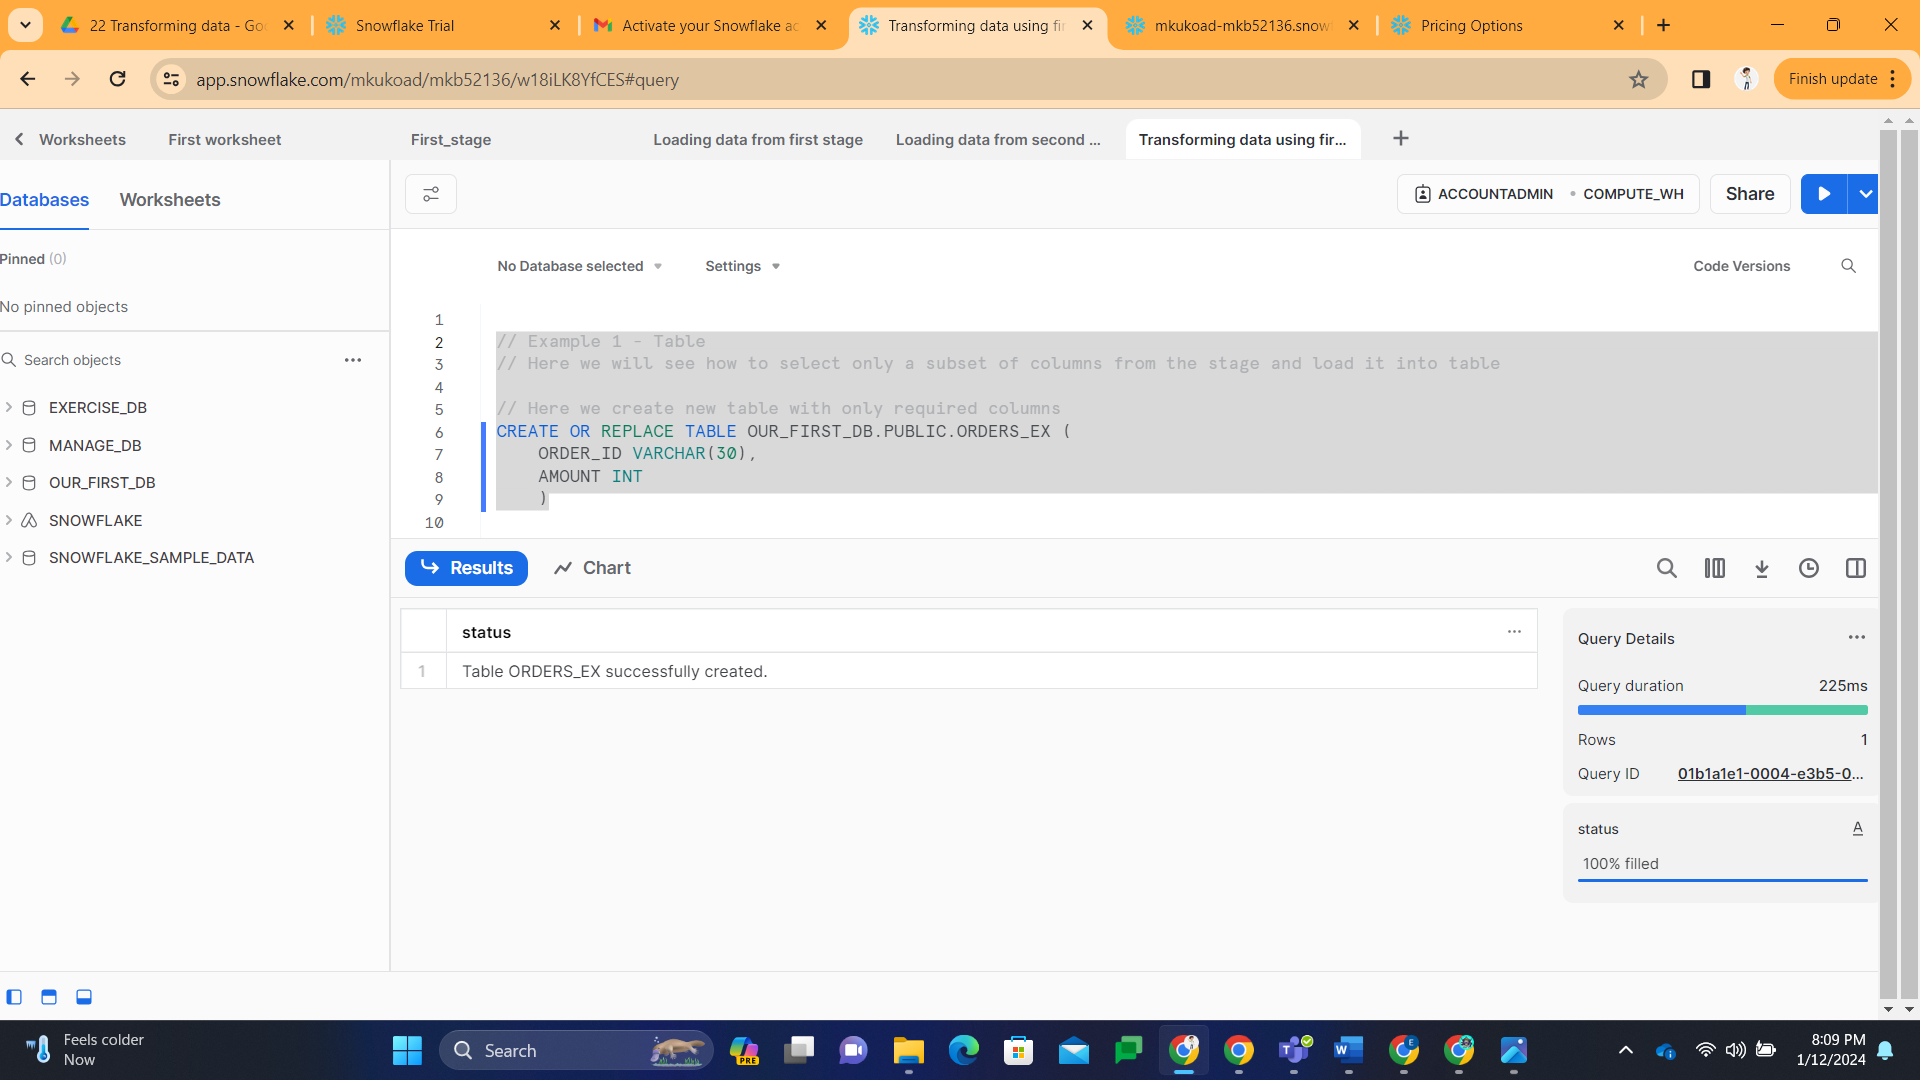 22 Transforming data - Go
Snowflake Trial
Activate your Snowflake ac
Transforming data using fir
mkukoad-mkb52136.snow
Pricing Options
app.snowflake.com/mkukoad/mkb52136/w18iLK8YfCES#query
Finish update
Worksheets
First worksheet
First_stage
Loading data from first stage
Loading data from second ...
Transforming data using fir...
Databases
Worksheets
ACCOUNTADMIN
COMPUTE_WH
Share
Pinned (0)
No pinned objects
Search objects
EXERCISE_DB
MANAGE_DB
OUR_FIRST_DB
SNOWFLAKE
SNOWFLAKE_SAMPLE_DATA
No Database selected
Settings
Code Versions
1
2 // Example 1 - Table
3 // Here we will see how to select only a subset of columns from the stage and load it into table
4
5 // Here we create new table with only required columns
6 CREATE OR REPLACE TABLE OUR_FIRST_DB.PUBLIC.ORDERS_EX (
7 ORDER_ID VARCHAR(30),
8 AMOUNT INT
9 )
10
Results
Chart
status
1 Table ORDERS_EX successfully created.
Query Details
Query duration 225ms
Rows 1
Query ID 01b1a1e1-0004-e3b5-0...
status A
100% filled
Feels colder
Now
Search
PRE
E
W
8:09 PM
1/12/2024